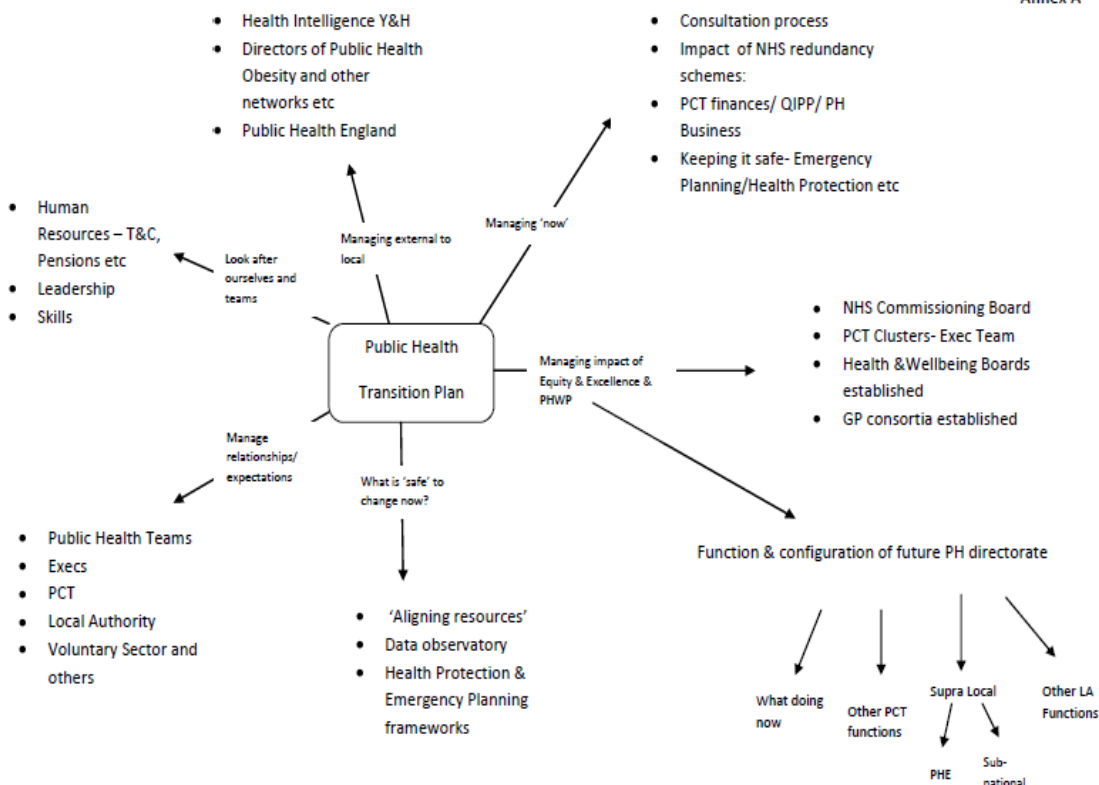 Annex A
Health Intelligence Y&H
Directors of Public Health
Obesity and other
networks etc
Public Health England
Consultation process
Impact of NHS redundancy
schemes:
PCT finances/ QIPP/ PH
Business
Keeping it safe- Emergency
Planning/Health Protection etc
Human
Resources – T&C,
Pensions etc
Leadership
Skills
Look after
ourselves and
teams
Managing external to
local
Managing 'now'
Public Health
Transition Plan
Managing impact of
Equity & Excellence &
PHWP
NHS Commissioning Board
PCT Clusters- Exec Team
Health &Wellbeing Boards
established
GP consortia established
Manage
relationships/
expectations
What is 'safe' to
change now?
Public Health Teams
Execs
PCT
Local Authority
Voluntary Sector and
others
'Aligning resources'
Data observatory
Health Protection &
Emergency Planning
frameworks
Function & configuration of future PH directorate
What doing
now
Other PCT
functions
Supra Local
Other LA
Functions
PHE
Sub-
national